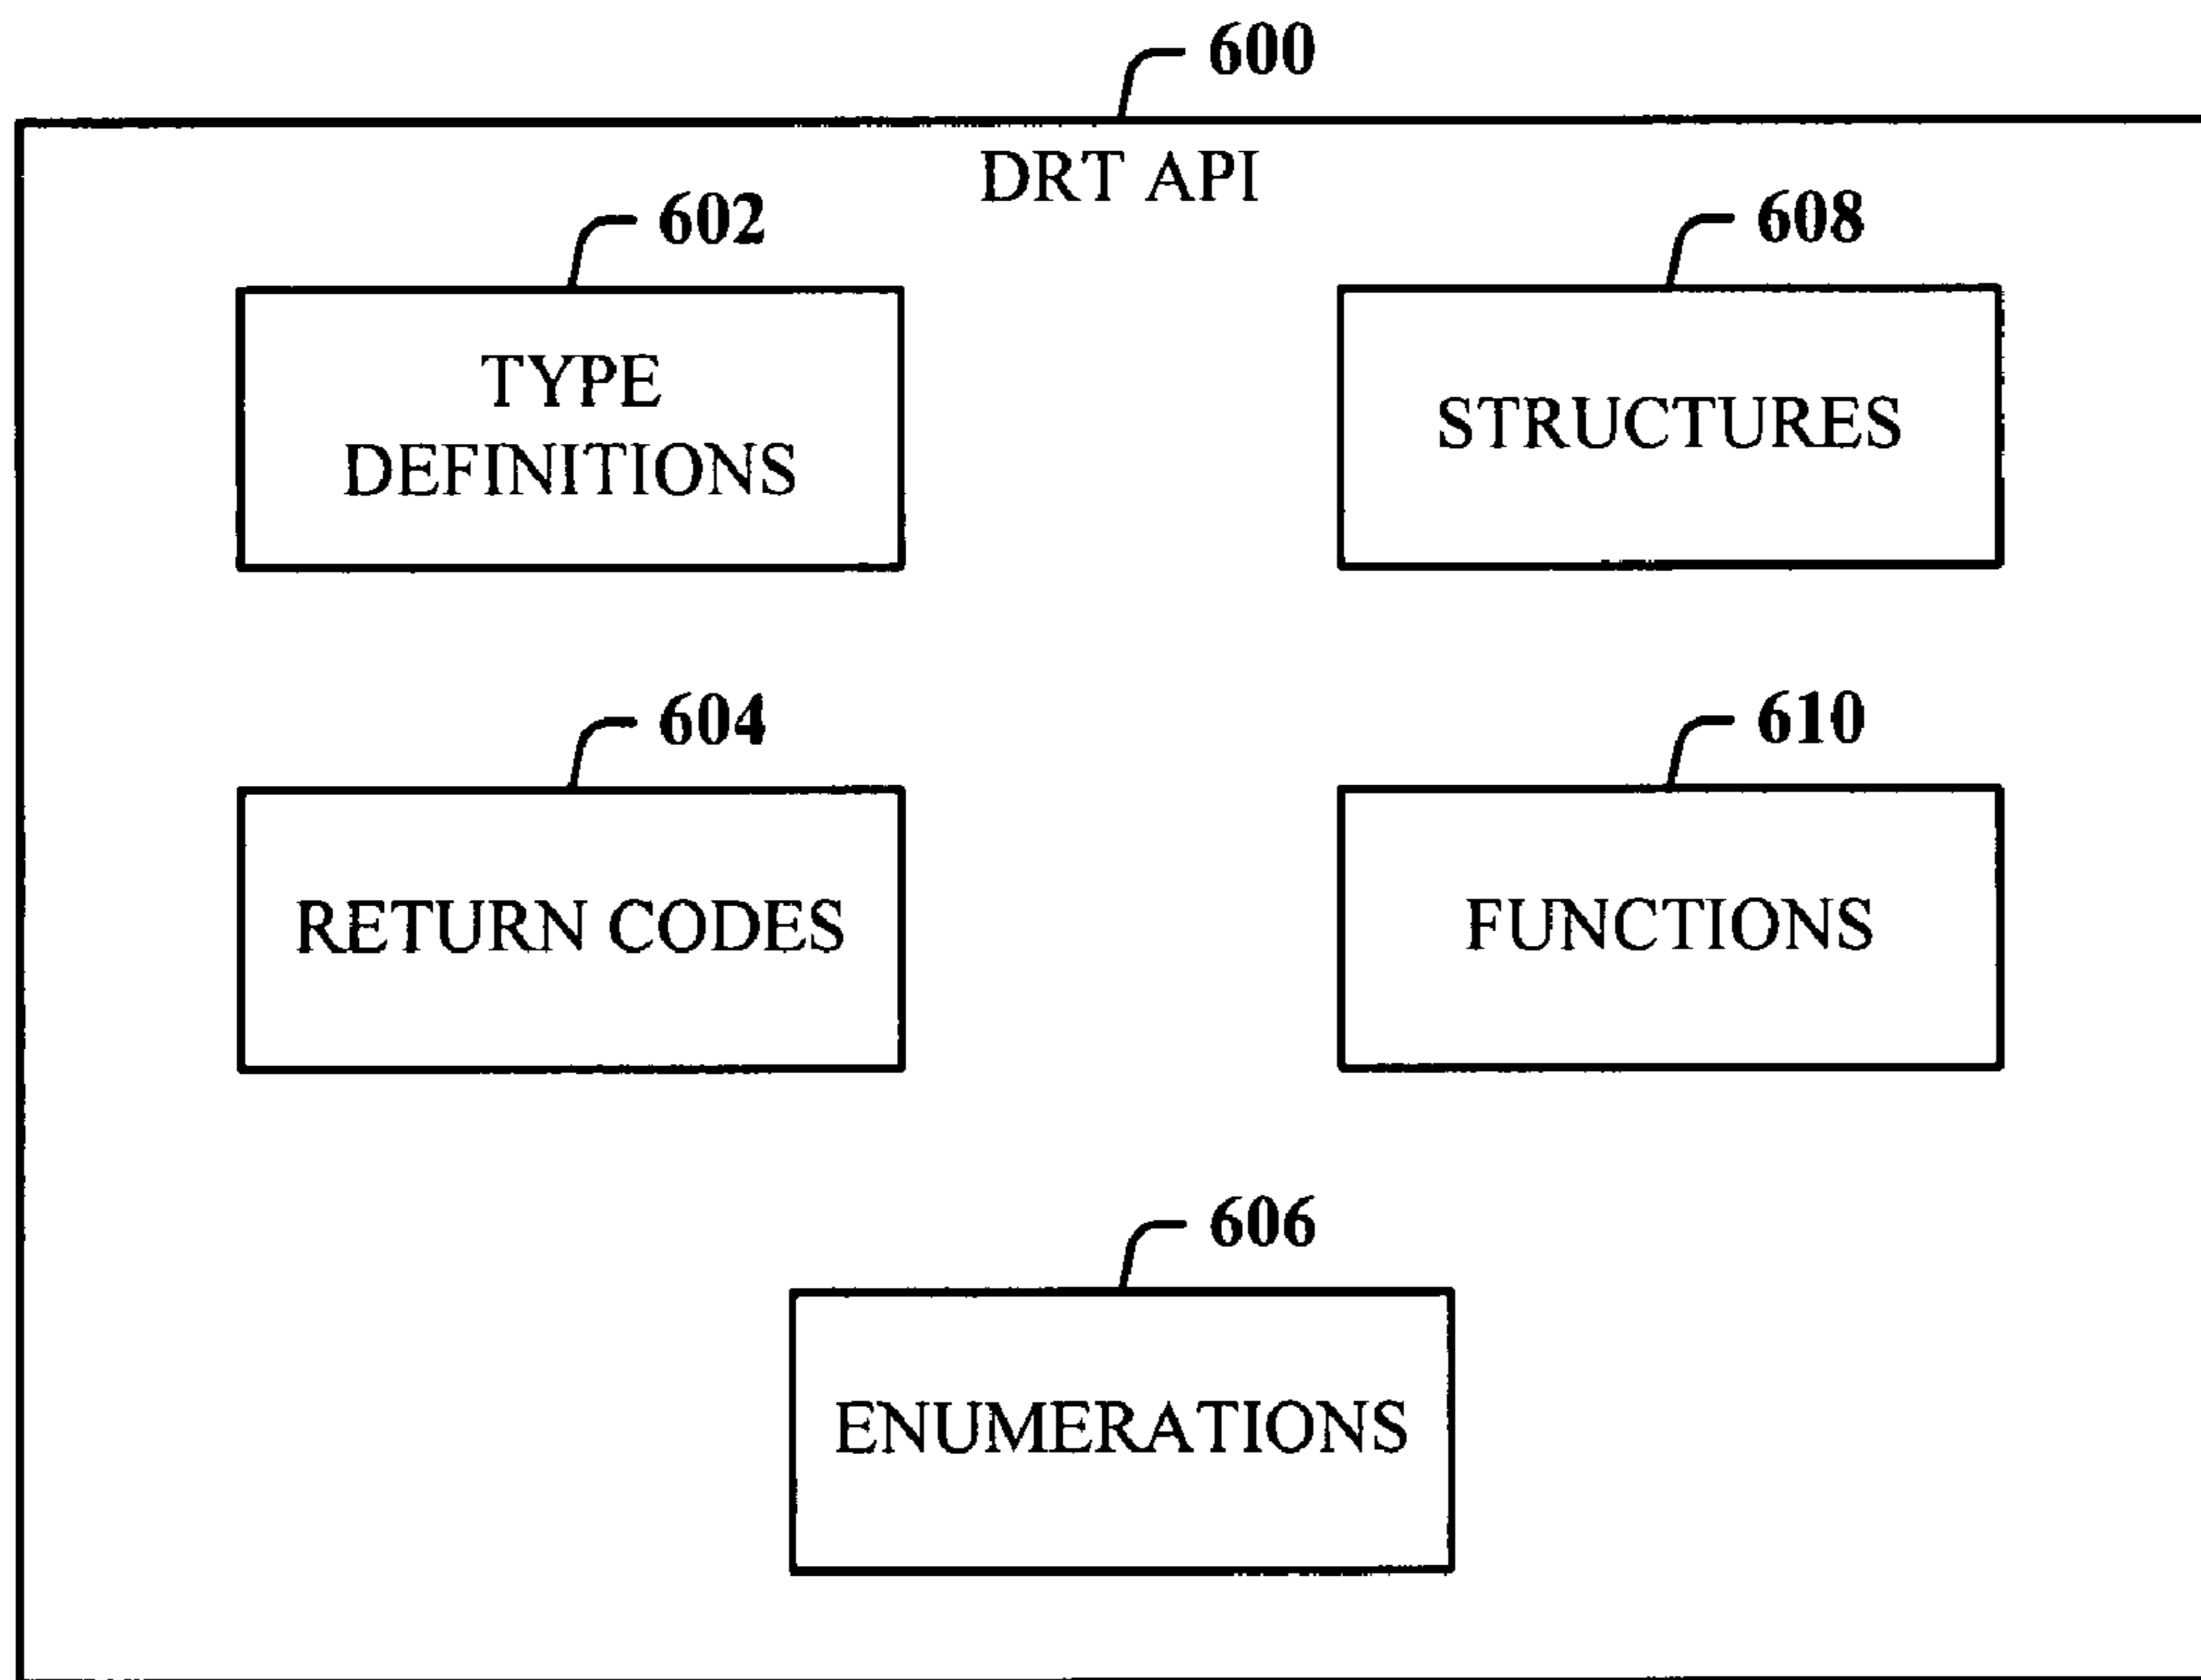 600
DRT API
602
TYPE
DEFINITIONS
608
STRUCTURES
604
RETURN CODES
610
FUNCTIONS
606
ENUMERATIONS